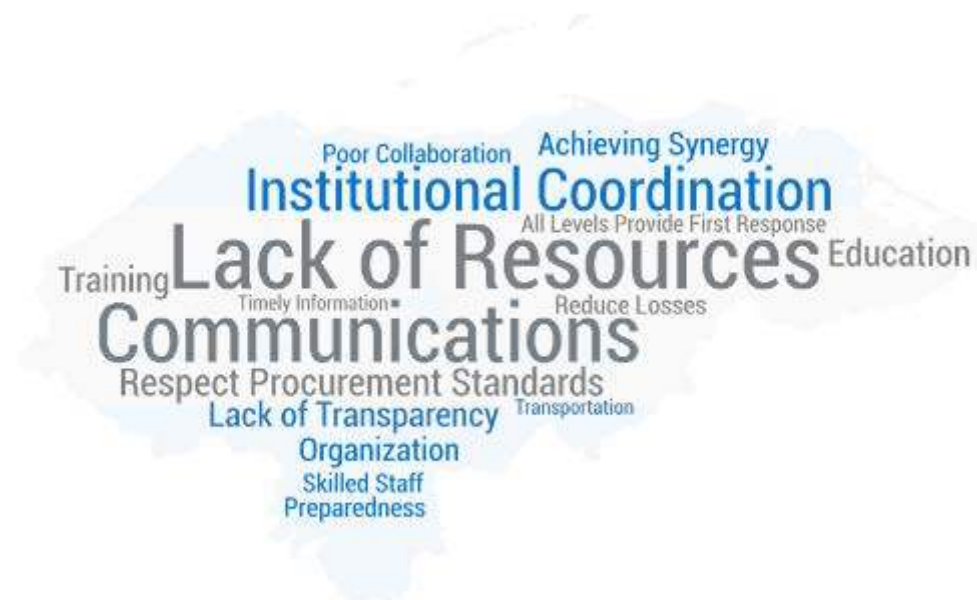 Poor Collaboration
Achieving Synergy
Institutional Coordination
All Levels Provide First Response
Lack of Resources
Education
Training
Timely Information
Reduce Losses
Communications
Respect Procurement Standards
Lack of Transparency
Transportation
Organization
Skilled Staff
Preparedness